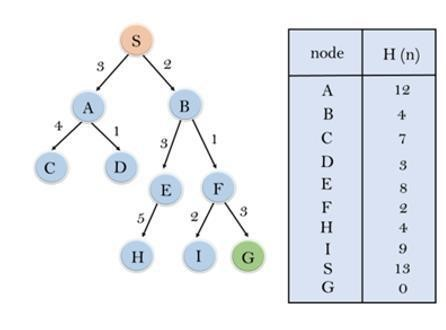 S
3 2
A B
4 1 3 1
C D E F
5 2 3
H I G
node H (n)
A 12
B 4
C 7
D 3
E 8
F 2
H 4
I 9
S 13
G 0